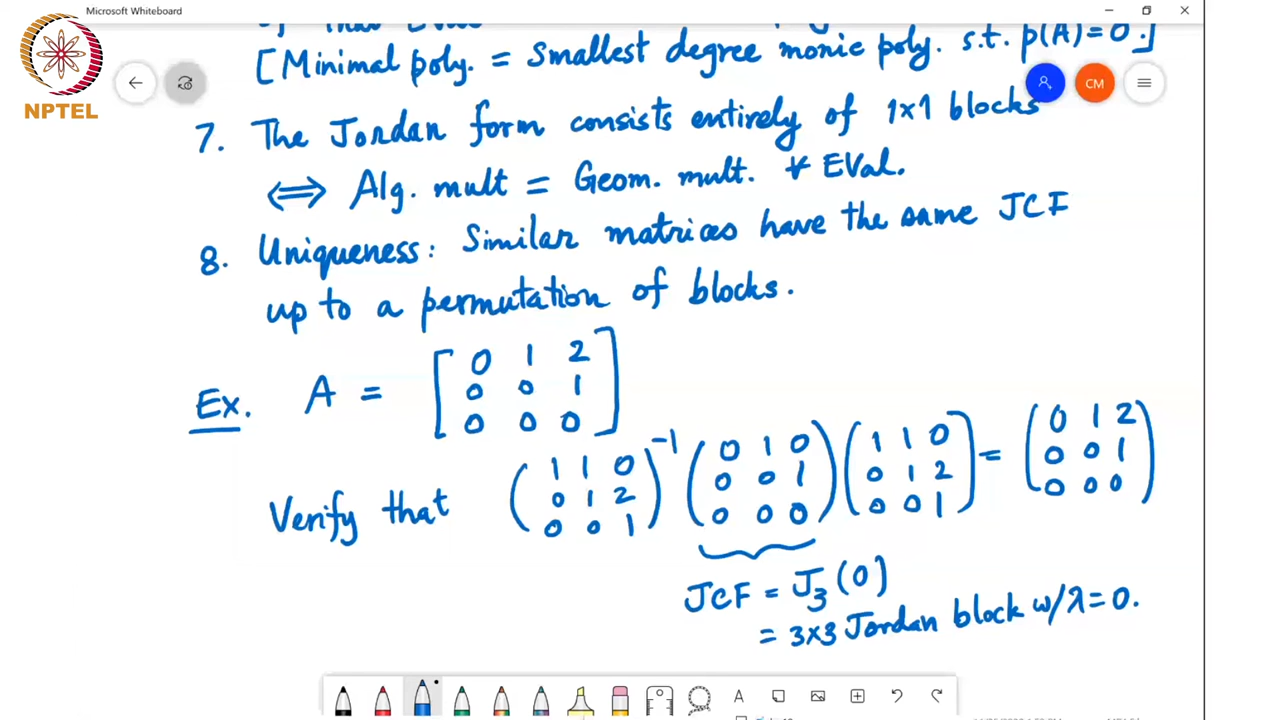 Microsoft Whiteboard
NPTEL
[Minimal poly. = Smallest degree monic poly. s.t. p(A)=0.]
CM
7. The Jordan form consists entirely of 1×1 blocks
⟺ Alg. mult = Geom. mult. ∀ EVal.
8. Uniqueness: Similar matrices have the same JCF
up to a permutation of blocks.
Ex. A = [0 1 2
0 0 1
0 0 0]
Verify that (1 1 0
0 1 2
0 0 1)⁻¹ (0 1 0
0 0 1
0 0 0) (1 1 0
0 1 2
0 0 1) = (0 1 2
0 0 1
0 0 0)
JCF = J₃(0)
= 3×3 Jordan block w/ λ=0.
A